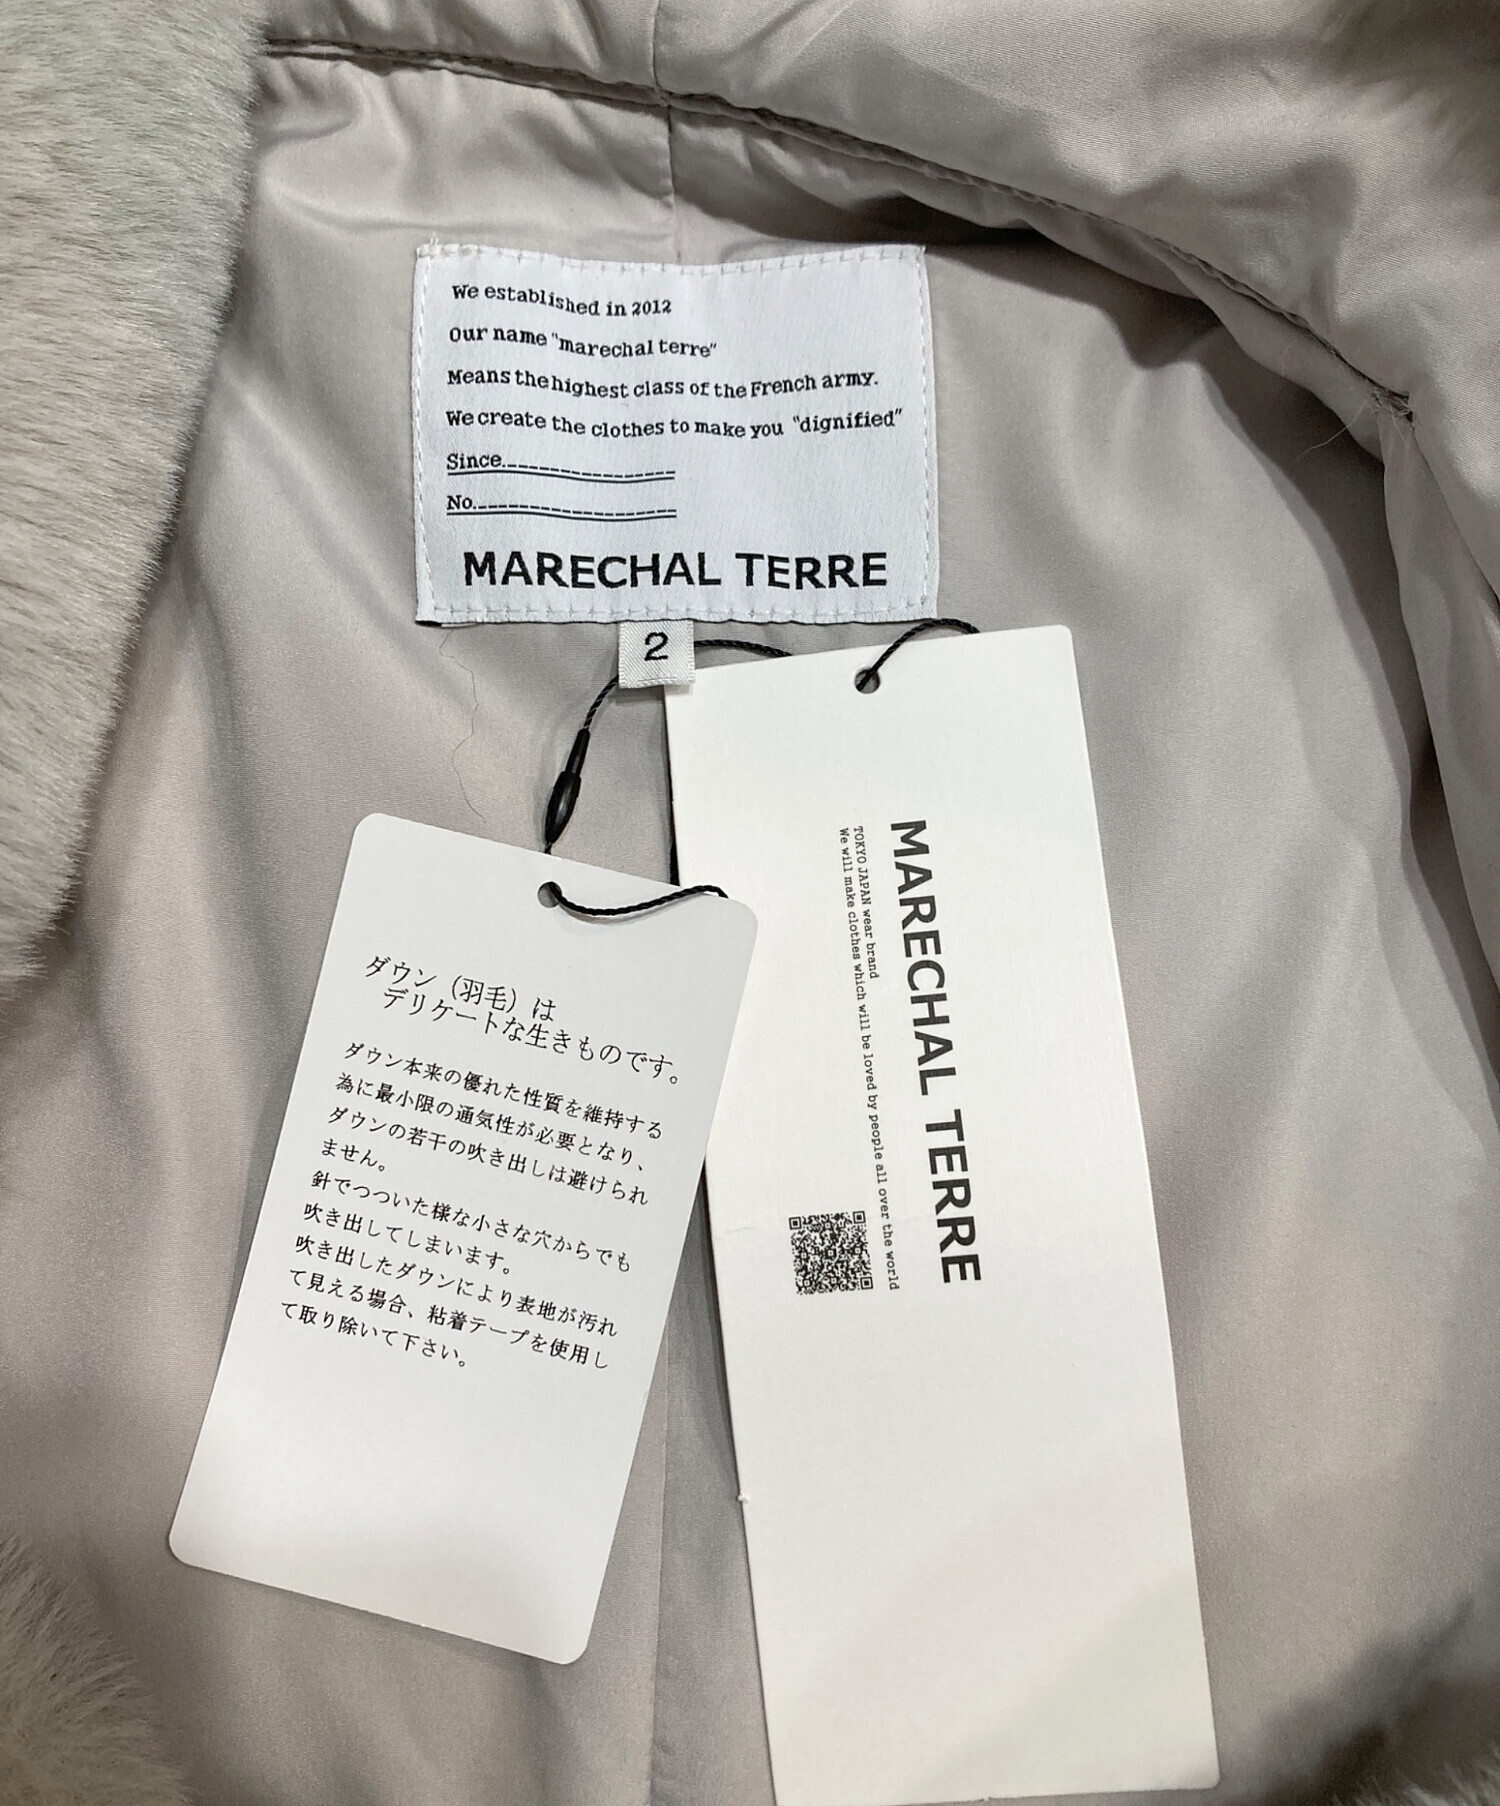 We established in 2012
Our name "marechal terre"
Means the highest class of the French army.
We create the clothes to make you "dignified"
Since
No.
MARECHAL TERRE
2
ダウン（羽毛）は
デリケートな生きものです。
ダウン本来の優れた性質を維持する
為に最小限の通気性が必要となり、
ダウンの若干の吹き出しは避けられ
ません。
針でつついた様な小さな穴からでも
吹き出してしまいます。
吹き出したダウンにより表地が汚れ
て見える場合、粘着テープを使用し
て取り除いて下さい。
MARECHAL TERRE
TOKYO JAPAN wear brand
We will make clothes which will be loved by people all over the world